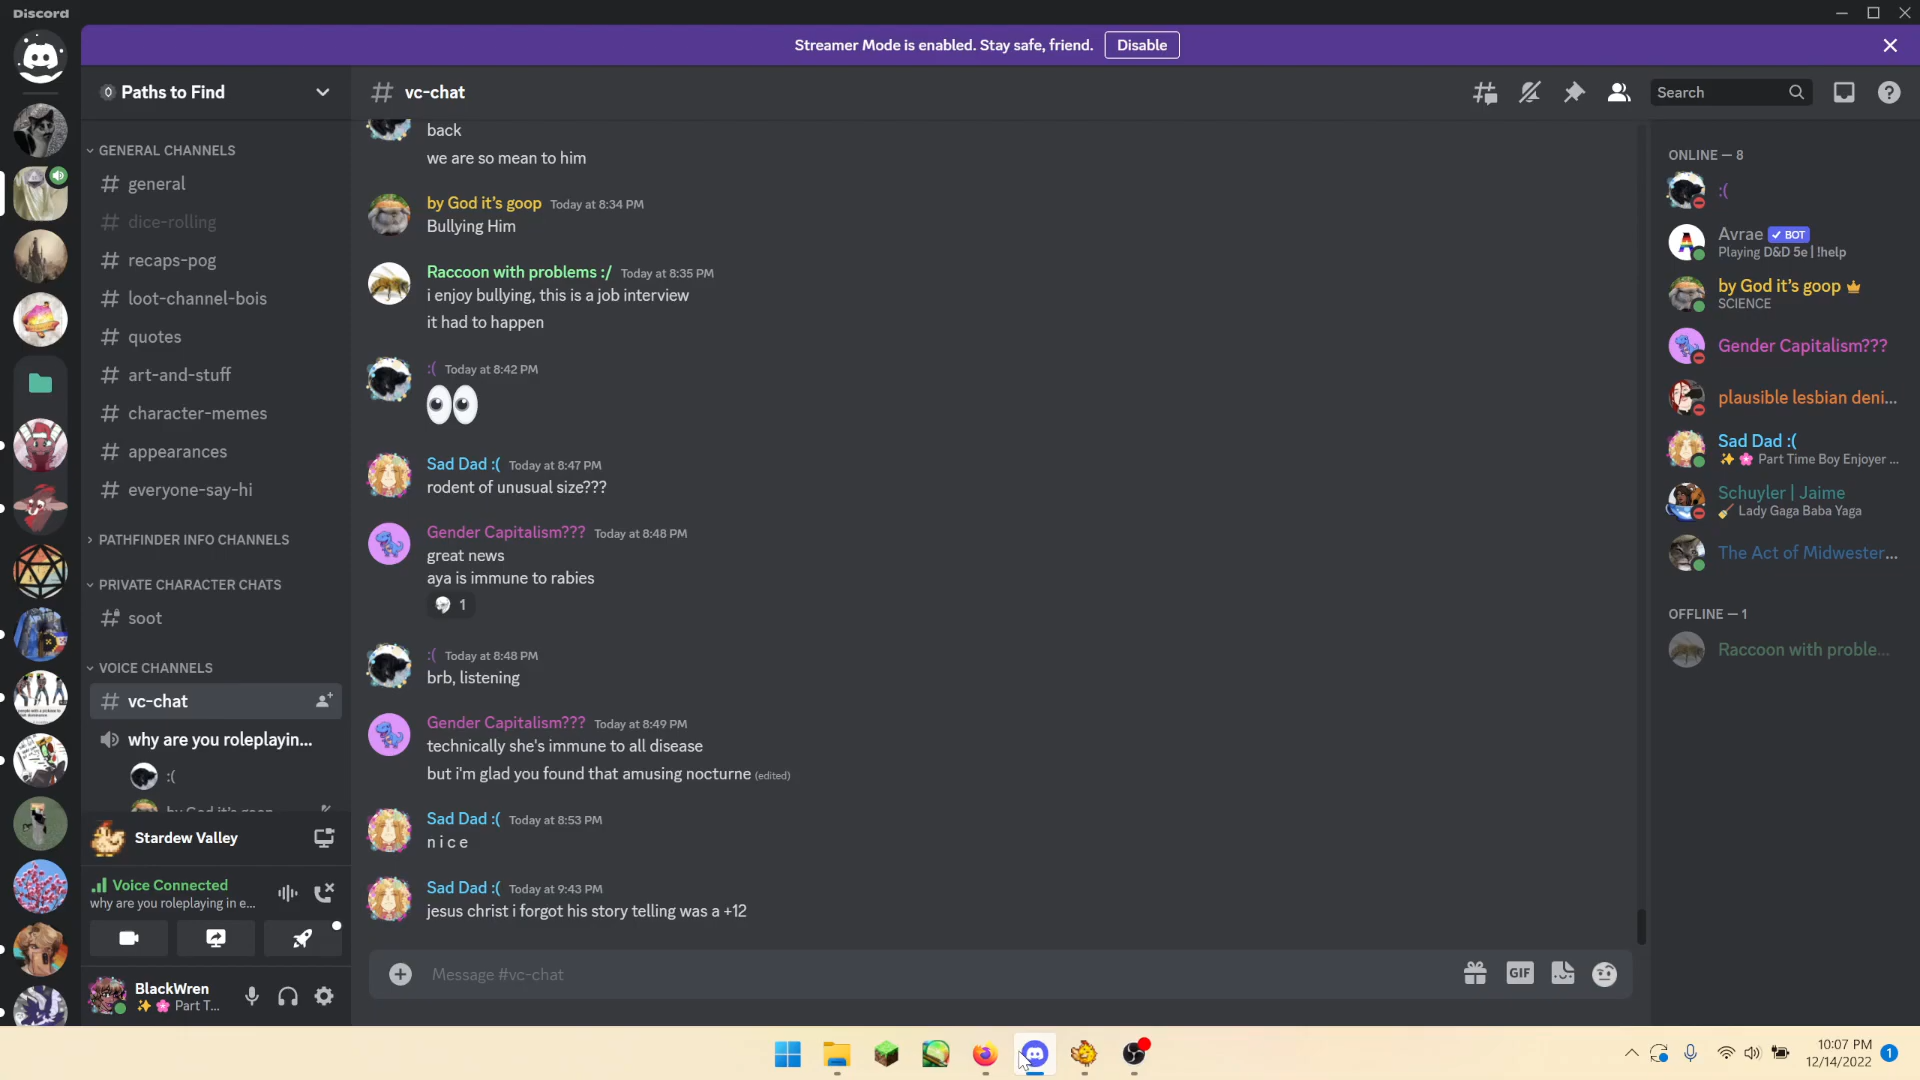 Discord
Streamer Mode is enabled. Stay safe, friend. Disable
Paths to Find
# vc-chat
Search
GENERAL CHANNELS
# general
# dice-rolling
# recaps-pog
# loot-channel-bois
# quotes
# art-and-stuff
# character-memes
# appearances
# everyone-say-hi
PATHFINDER INFO CHANNELS
PRIVATE CHARACTER CHATS
# soot
VOICE CHANNELS
# vc-chat
why are you roleplayin...
:(
by God it's goop
Stardew Valley
Voice Connected
why are you roleplaying in e...
BlackWren
Part T...
back
we are so mean to him
by God it's goop Today at 8:34 PM
Bullying Him
Raccoon with problems :/ Today at 8:35 PM
i enjoy bullying, this is a job interview
it had to happen
:( Today at 8:42 PM
Sad Dad :( Today at 8:47 PM
rodent of unusual size???
Gender Capitalism??? Today at 8:48 PM
great news
aya is immune to rabies
1
:( Today at 8:48 PM
brb, listening
Gender Capitalism??? Today at 8:49 PM
technically she's immune to all disease
but i'm glad you found that amusing nocturne (edited)
Sad Dad :( Today at 8:53 PM
n i c e
Sad Dad :( Today at 9:43 PM
jesus christ i forgot his story telling was a +12
Message #vc-chat
GIF
ONLINE — 8
:(
Avrae BOT
Playing D&D 5e | !help
by God it's goop
SCIENCE
Gender Capitalism???
plausible lesbian deni...
Sad Dad :(
Part Time Boy Enjoyer ...
Schuyler | Jaime
Lady Gaga Baba Yaga
The Act of Midwester...
OFFLINE — 1
Raccoon with proble...
10:07 PM
12/14/2022
1